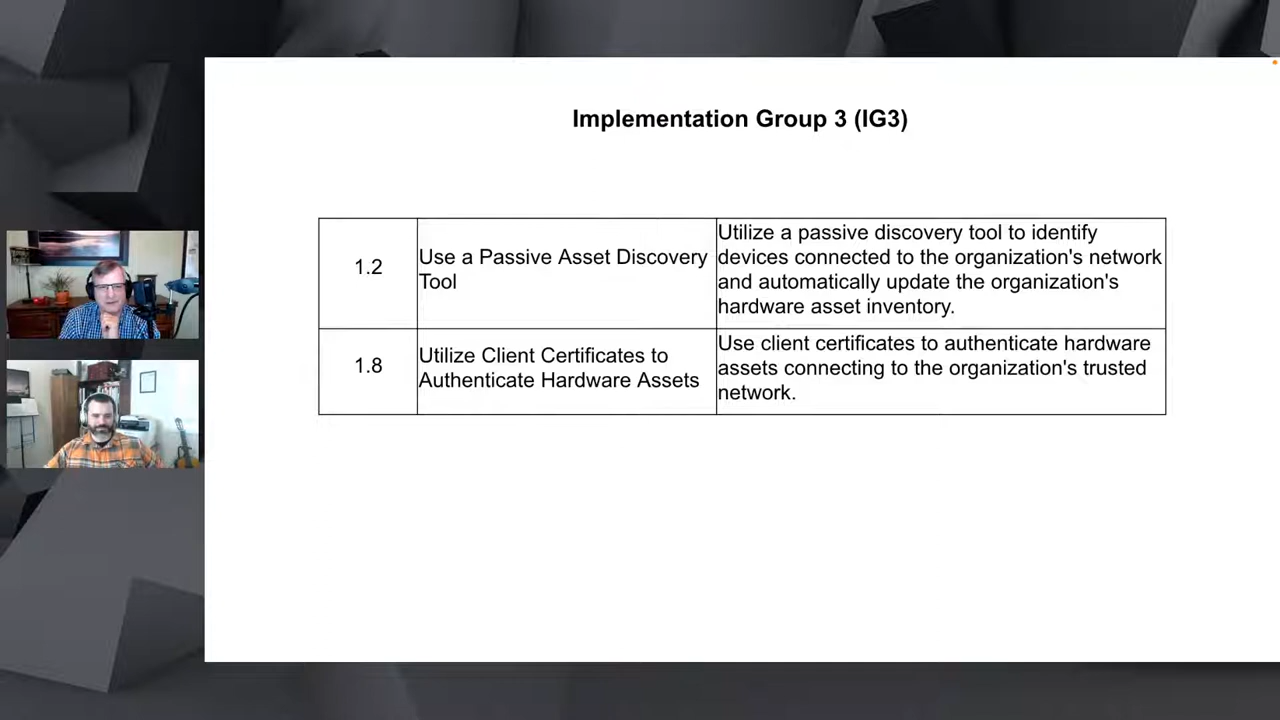 Implementation Group 3 (IG3)
1.2
Use a Passive Asset Discovery
Tool
Utilize a passive discovery tool to identify
devices connected to the organization's network
and automatically update the organization's
hardware asset inventory.
1.8
Utilize Client Certificates to
Authenticate Hardware Assets
Use client certificates to authenticate hardware
assets connecting to the organization's trusted
network.